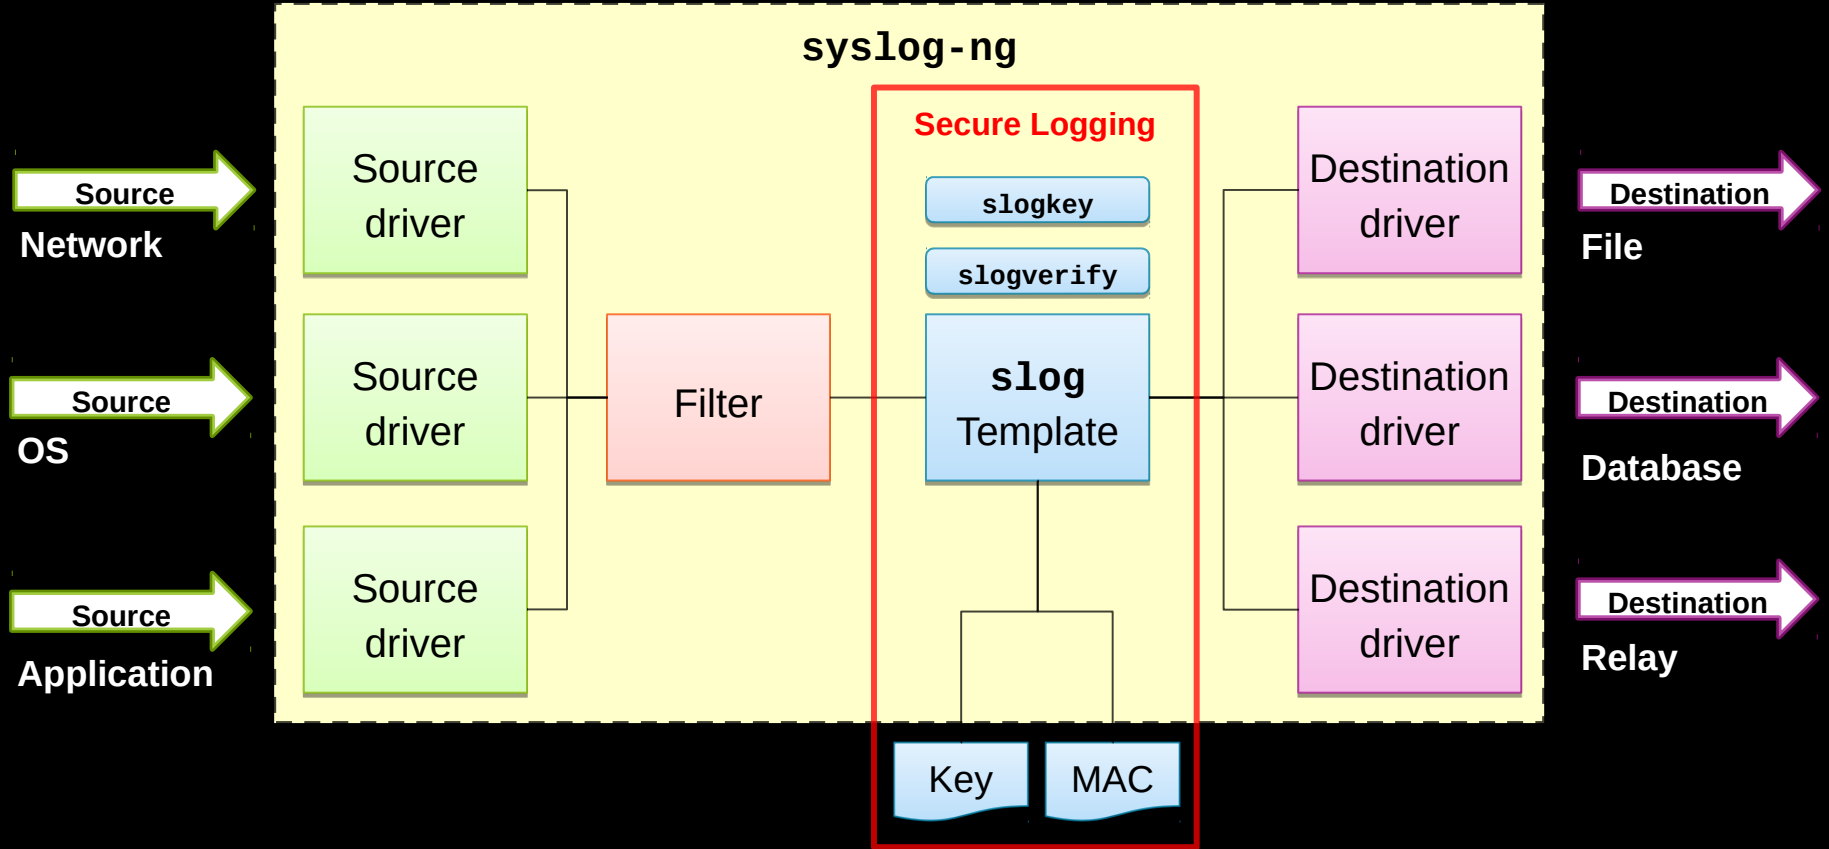 syslog-ng
Secure Logging
Source
Network
Source
OS
Source
Application
Source
driver
Source
driver
Source
driver
Filter
slogkey
slogverify
slog
Template
Key
MAC
Destination
driver
Destination
driver
Destination
driver
Destination
File
Destination
Database
Destination
Relay